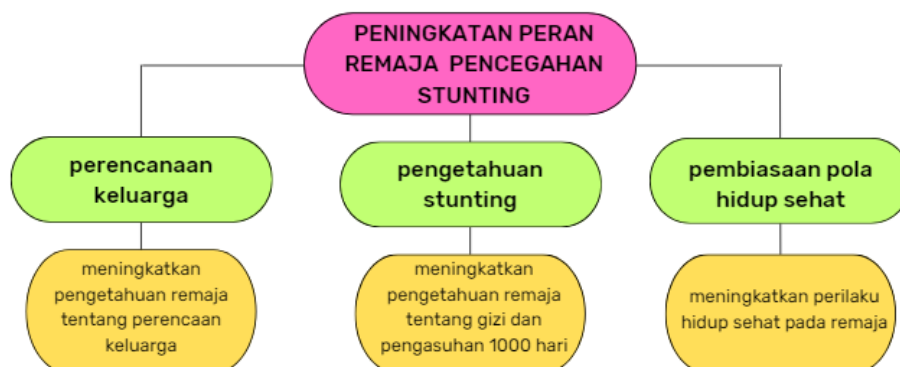 PENINGKATAN PERAN
REMAJA PENCEGAHAN
STUNTING
perencanaan
keluarga
pengetahuan
stunting
pembiasaan pola
hidup sehat
meningkatkan
pengetahuan remaja
tentang perencaan
keluarga
meningkatkan
pengetahuan remaja
tentang gizi dan
pengasuhan 1000 hari
meningkatkan perilaku
hidup sehat pada remaja